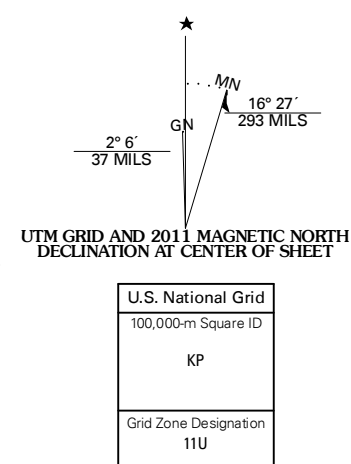 ★
MN
GN
16° 27´
293 MILS
2° 6´
37 MILS
UTM GRID AND 2011 MAGNETIC NORTH
DECLINATION AT CENTER OF SHEET
U.S. National Grid
100,000-m Square ID
KP
Grid Zone Designation
11U